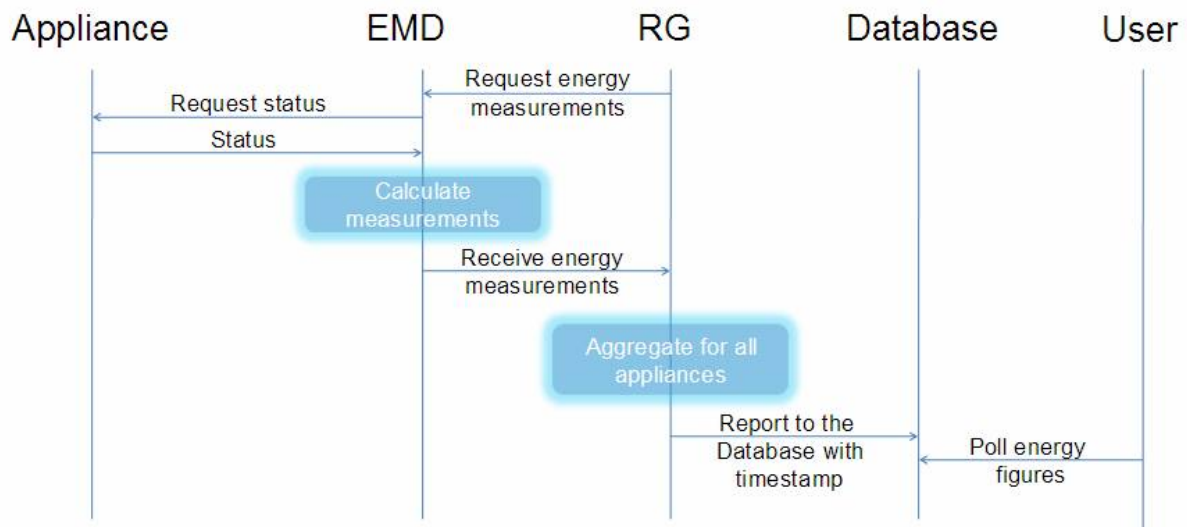 Appliance EMD RG Database User
Request energy
measurements
Request status
Status
Calculate
measurements
Receive energy
measurements
Aggregate for all
appliances
Report to the
Database with
timestamp
Poll energy
figures